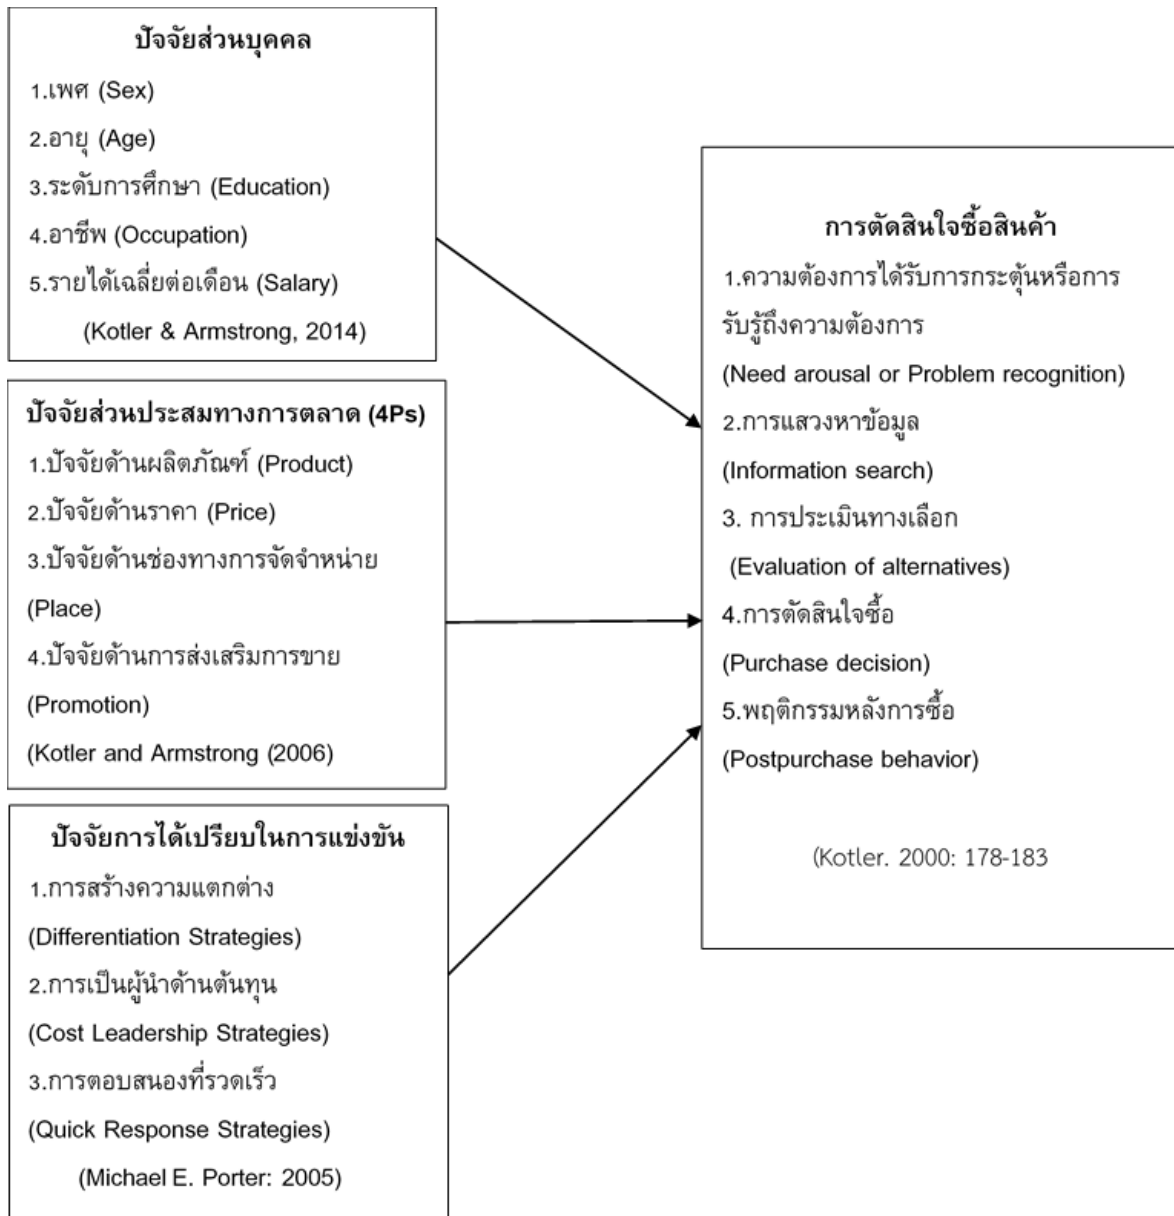 ปัจจัยส่วนบุคคล
1.เพศ (Sex)
2.อายุ (Age)
3.ระดับการศึกษา (Education)
4.อาชีพ (Occupation)
5.รายได้เฉลี่ยต่อเดือน (Salary)
(Kotler & Armstrong, 2014)
ปัจจัยส่วนประสมทางการตลาด (4Ps)
1.ปัจจัยด้านผลิตภัณฑ์ (Product)
2.ปัจจัยด้านราคา (Price)
3.ปัจจัยด้านช่องทางการจัดจำหน่าย
(Place)
4.ปัจจัยด้านการส่งเสริมการขาย
(Promotion)
(Kotler and Armstrong (2006)
ปัจจัยการได้เปรียบในการแข่งขัน
1.การสร้างความแตกต่าง
(Differentiation Strategies)
2.การเป็นผู้นำด้านต้นทุน
(Cost Leadership Strategies)
3.การตอบสนองที่รวดเร็ว
(Quick Response Strategies)
(Michael E. Porter: 2005)
การตัดสินใจซื้อสินค้า
1.ความต้องการได้รับการกระตุ้นหรือการ
รับรู้ถึงความต้องการ
(Need arousal or Problem recognition)
2.การแสวงหาข้อมูล
(Information search)
3. การประเมินทางเลือก
(Evaluation of alternatives)
4.การตัดสินใจซื้อ
(Purchase decision)
5.พฤติกรรมหลังการซื้อ
(Postpurchase behavior)
(Kotler. 2000: 178-183